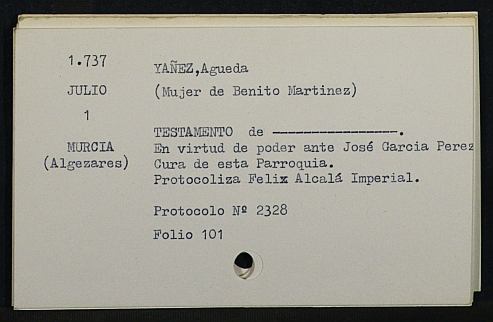 1.737
YAÑEZ,Agueda
JULIO
(Mujer de Benito Martinez)
1
TESTAMENTO de -----------------.
MURCIA
En virtud de poder ante José Garcia Perez
(Algezares)
Cura de esta Parroquia.
Protocoliza Felix Alcalá Imperial.
Protocolo Nº 2328
Folio 101